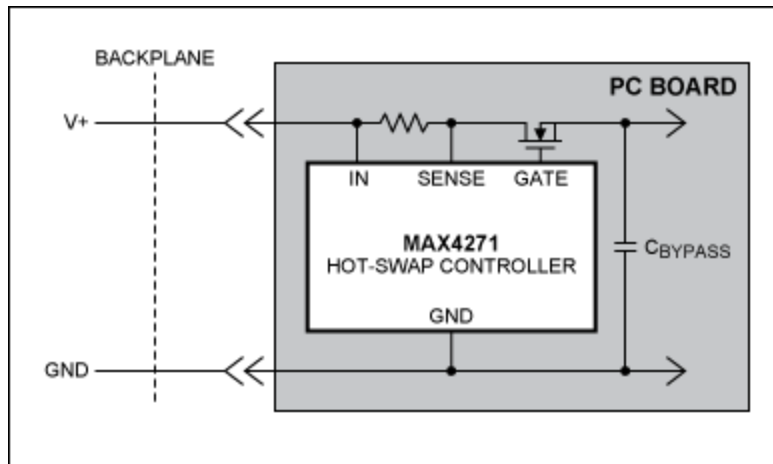 BACKPLANE
PC BOARD
V+
IN SENSE GATE
MAX4271
HOT-SWAP CONTROLLER
CBYPASS
GND
GND